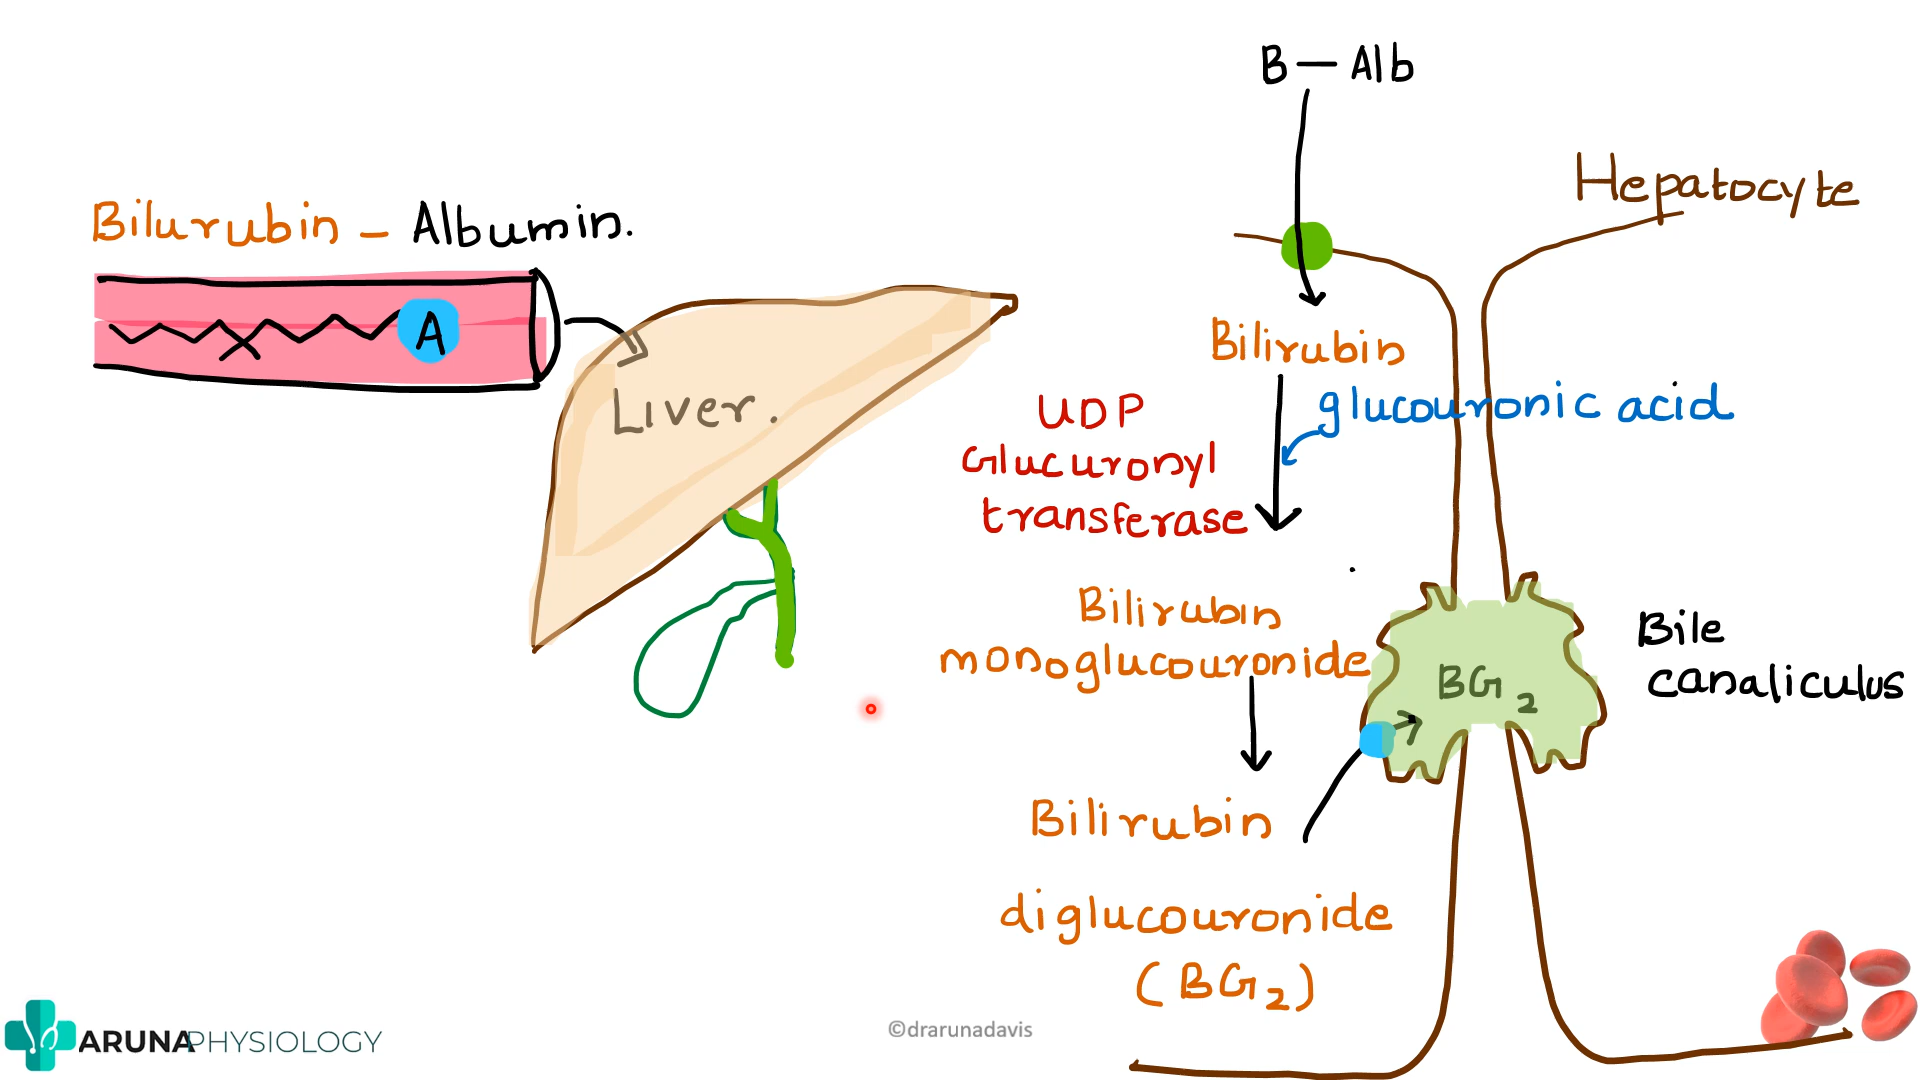 Bilurubin - Albumin.
A
Liver.
B - Alb
Hepatocyte
Bilirubin
glucouronic acid
UDP
Glucuronyl
transferase
Bilirubin
monoglucouronide
Bilirubin
diglucouronide
(BG2)
BG2
Bile
canaliculus
ARUNAPHYSIOLOGY
©drarunadavis